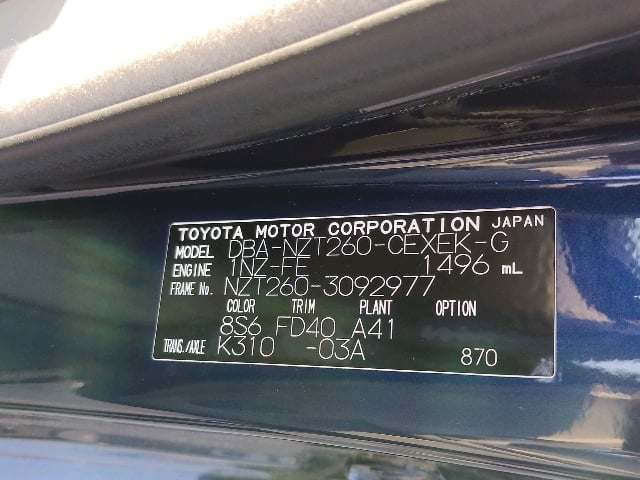 TOYOTA MOTOR CORPORATION JAPAN
MODEL DBA-NZT260-CEXEK-G
ENGINE 1NZ-FE 1496 mL
FRAME No. NZT260-3092977
COLOR TRIM PLANT OPTION
8S6 FD40 A41
TRANS./AXLE K310 -03A 870